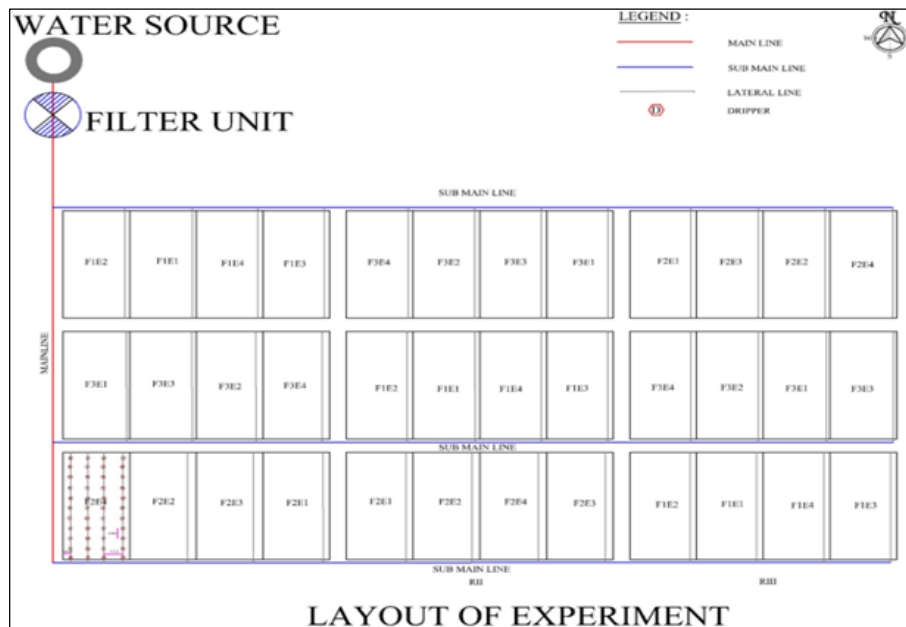 WATER SOURCE
FILTER UNIT
LEGEND :
MAIN LINE
SUB MAIN LINE
LATERAL LINE
D DRIPPER
N
S
SUB MAIN LINE
F1E2 F1E1 F1E4 F1E3 F3E4 F3E2 F3E3 F3E1 F2E1 F2E3 F2E2 F2E4
MAINLINE
F3E1 F3E3 F3E2 F3E4 F1E2 F1E1 F1E4 F1E3 F3E4 F3E2 F3E1 F3E3
SUB MAIN LINE
F2E4 F2E2 F2E3 F2E1 F2E1 F2E2 F2E4 F2E3 F1E2 F1E1 F1E4 F1E3
SUB MAIN LINE
RII RIII
LAYOUT OF EXPERIMENT